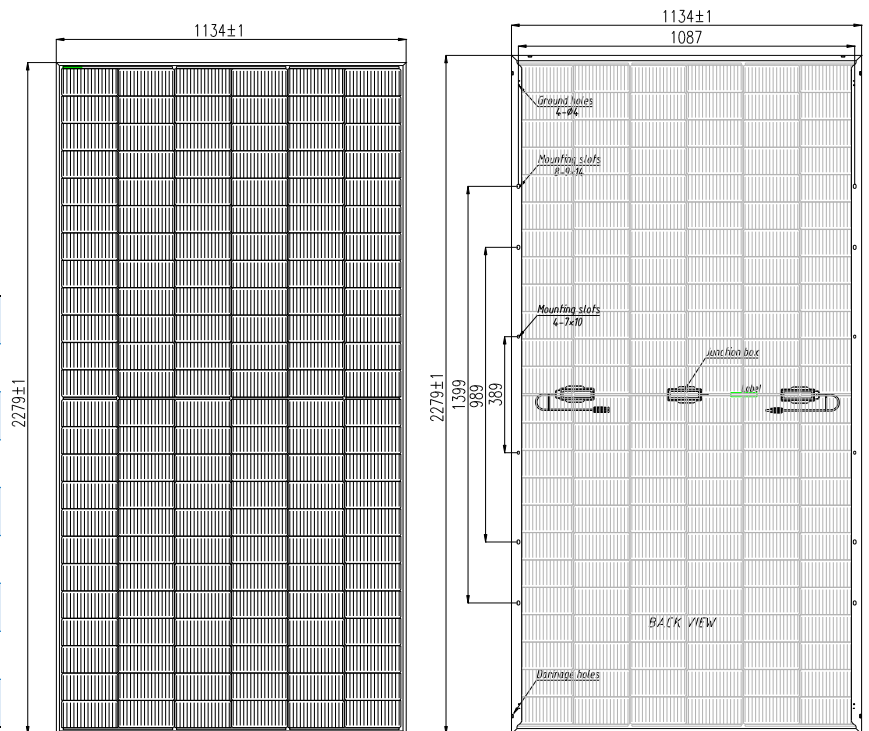 1134±1
2279±1
1134±1
1087
2279±1
1399
989
389
Ground holes
4-Ø4
Mounting slots
8-9×14
Mounting slots
4-7×10
Junction box
Label
BACK VIEW
Darinage holes